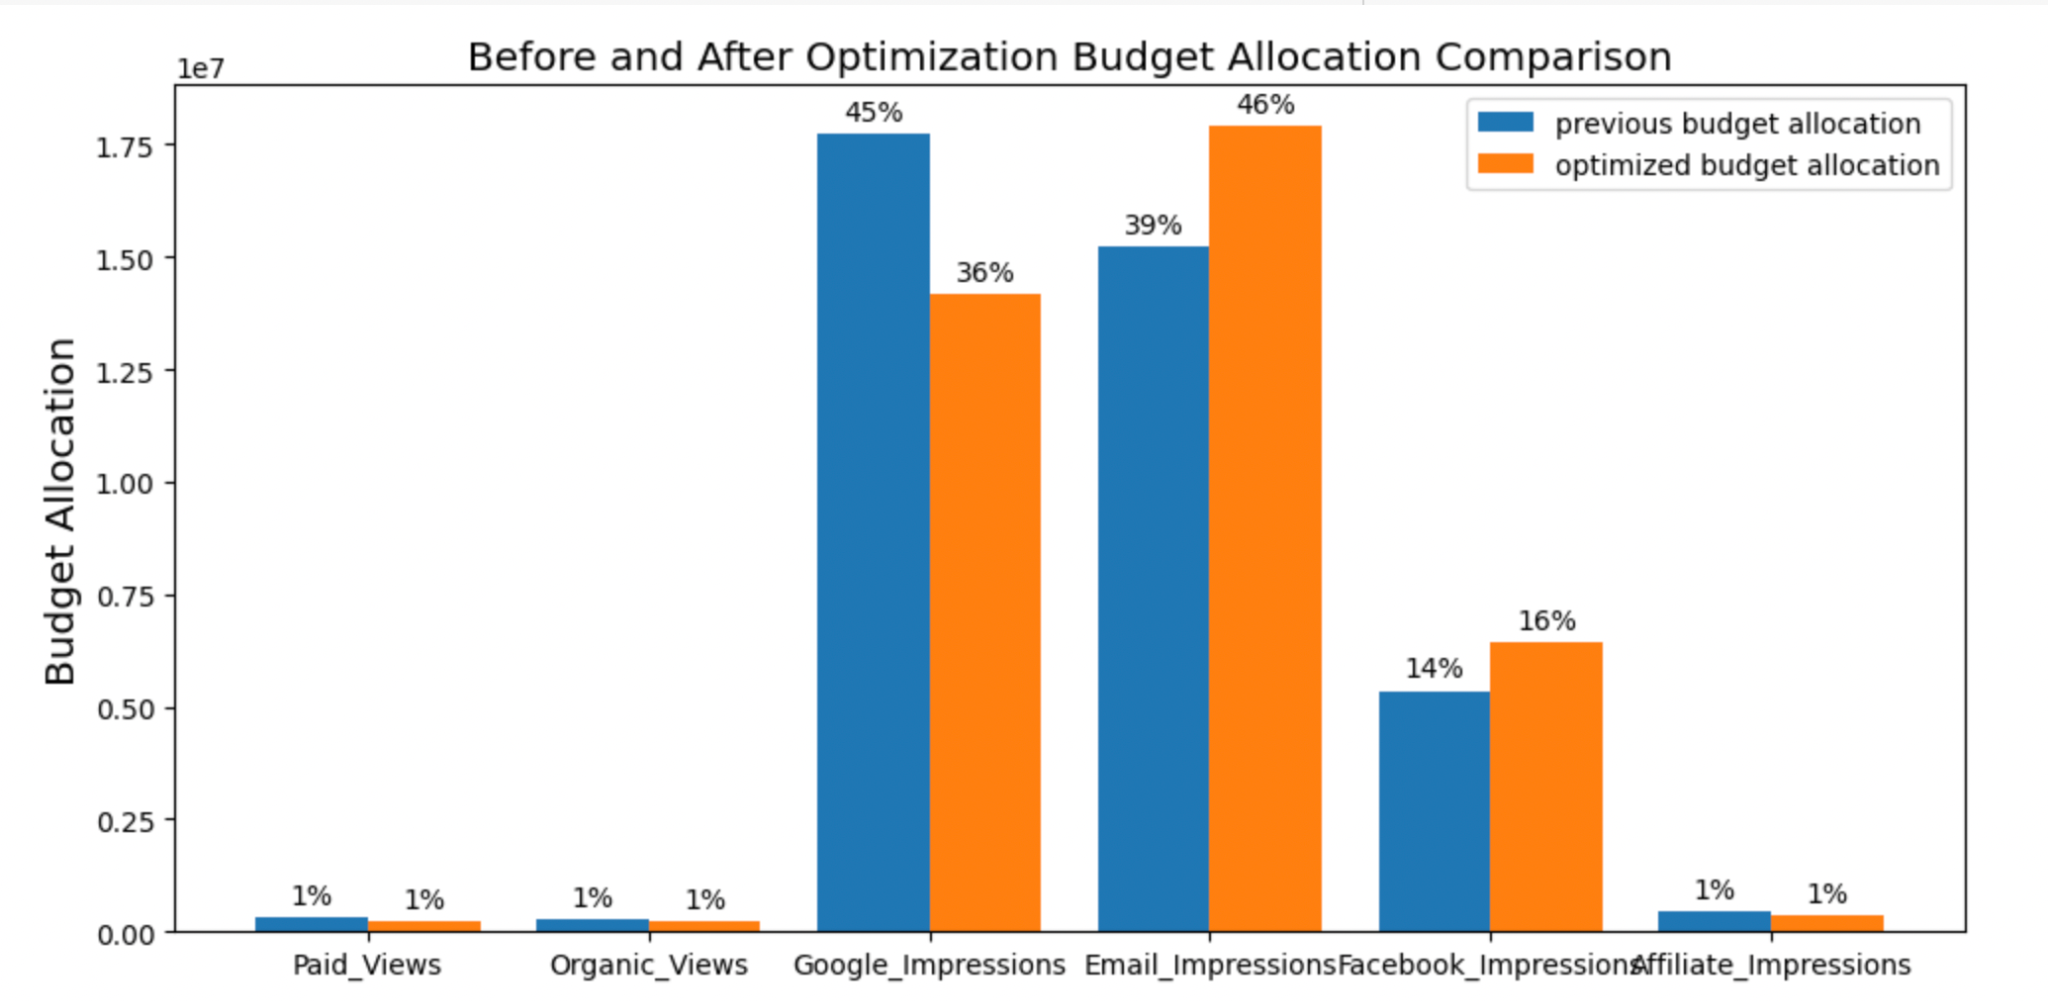 Before and After Optimization Budget Allocation Comparison
1e7
previous budget allocation
optimized budget allocation
Budget Allocation
1.75
1.50
1.25
1.00
0.75
0.50
0.25
0.00
1%
1%
1%
1%
45%
36%
39%
46%
14%
16%
1%
1%
Paid_Views
Organic_Views
Google_Impressions
Email_Impressions
Facebook_Impressions
Affiliate_Impressions